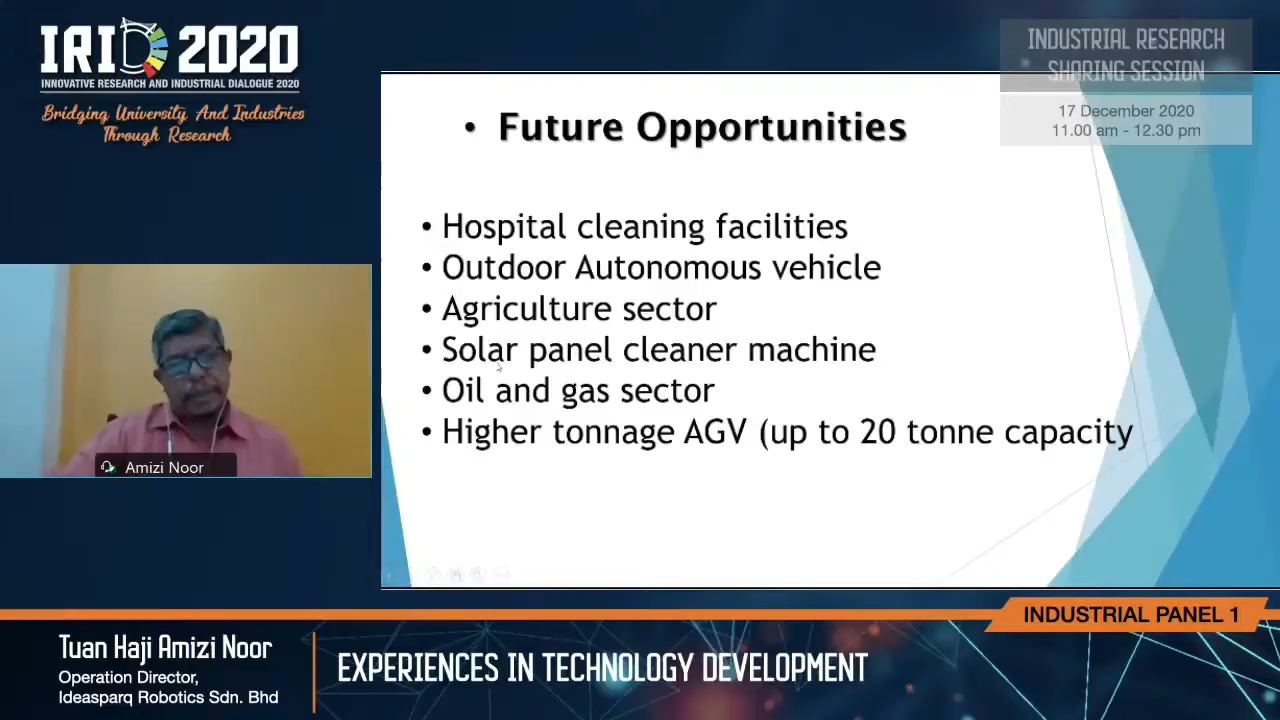 IRID 2020
INNOVATIVE RESEARCH AND INDUSTRIAL DIALOGUE 2020
Bridging University And Industries
Through Research
INDUSTRIAL RESEARCH
SHARING SESSION
17 December 2020
11.00 am - 12.30 pm
• Future Opportunities
• Hospital cleaning facilities
• Outdoor Autonomous vehicle
• Agriculture sector
• Solar panel cleaner machine
• Oil and gas sector
• Higher tonnage AGV (up to 20 tonne capacity
Amizi Noor
INDUSTRIAL PANEL 1
Tuan Haji Amizi Noor
Operation Director,
Ideasparq Robotics Sdn. Bhd
EXPERIENCES IN TECHNOLOGY DEVELOPMENT